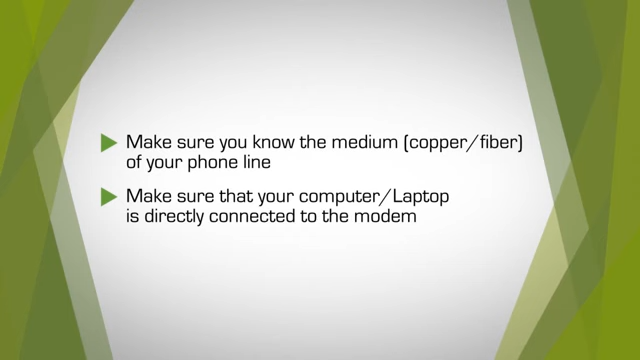 Make sure you know the medium (copper/fiber)
of your phone line
Make sure that your computer/Laptop
is directly connected to the modem